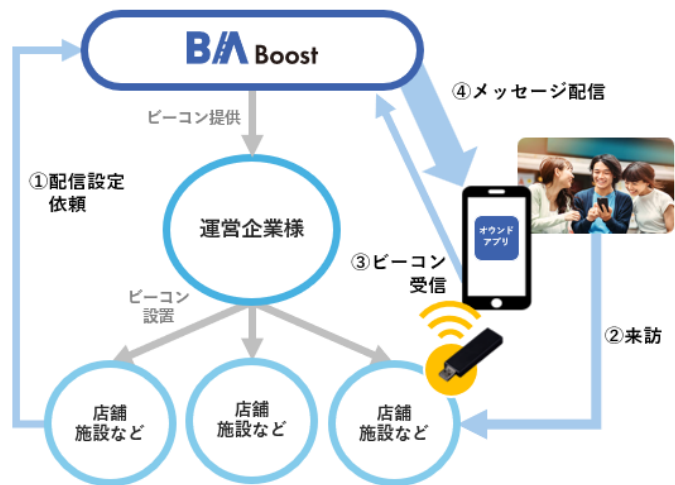 BIA Boost
ビーコン提供
④メッセージ配信
①配信設定
依頼
運営企業様
オウンド
アプリ
③ビーコン
受信
ビーコン
設置
②来訪
店舗
施設など
店舗
施設など
店舗
施設など